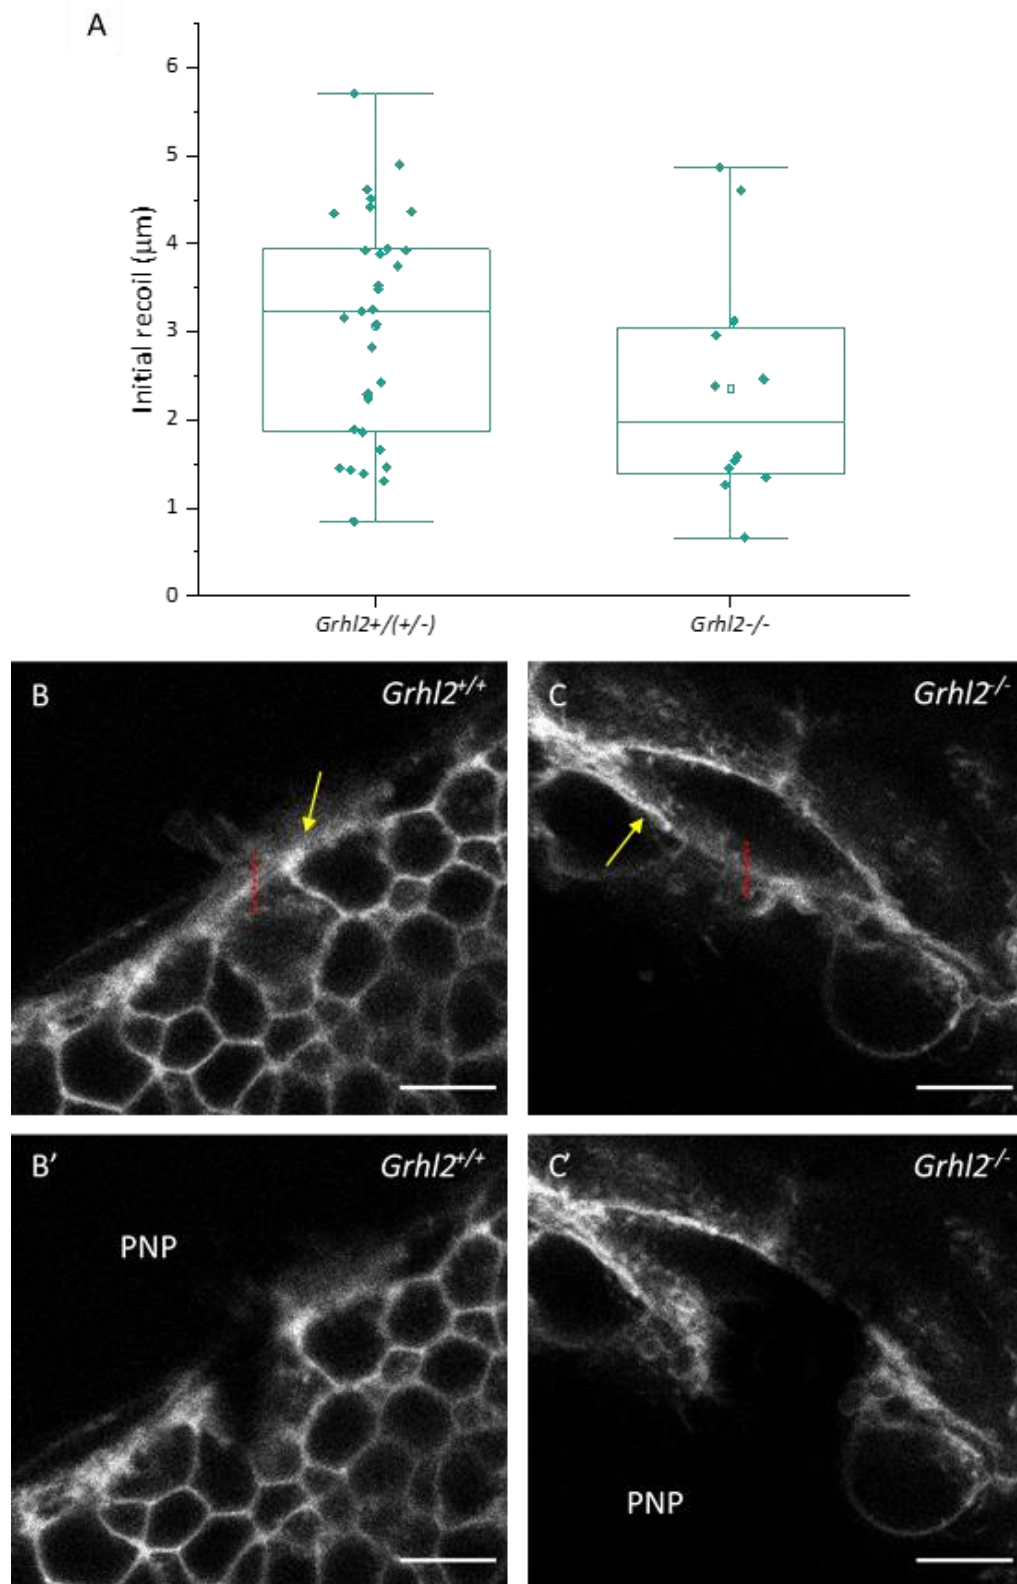 A
6
5
4
3
2
1
0
Initial recoil (μm)
Grhl2+/(+/-)
Grhl2-/-
B
Grhl2+/+
C
Grhl2-/-
B′
Grhl2+/+
PNP
C′
Grhl2-/-
PNP